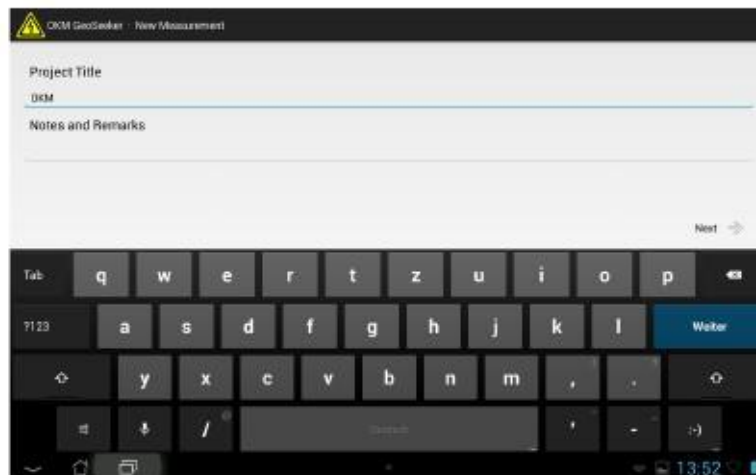 OKM GeoSeeker - New Measurement
Project Title
OKM
Notes and Remarks
Next
Tab q w e r t z u i o p
?123 a s d f g h j k l Weiter
y x c v b n m , .
/ ' - :-)
13:52